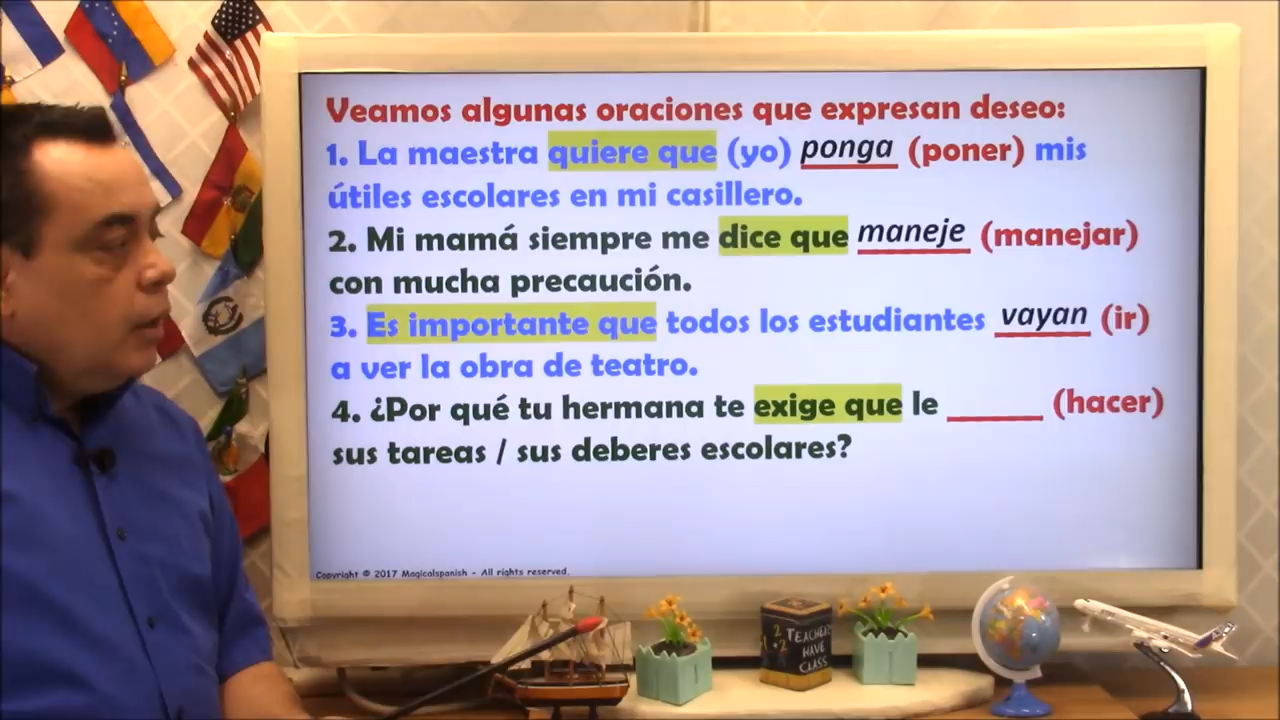 Veamos algunas oraciones que expresan deseo:
1. La maestra quiere que (yo) ponga (poner) mis
útiles escolares en mi casillero.
2. Mi mamá siempre me dice que maneje (manejar)
con mucha precaución.
3. Es importante que todos los estudiantes vayan (ir)
a ver la obra de teatro.
4. ¿Por qué tu hermana te exige que le ______ (hacer)
sus tareas / sus deberes escolares?
Copyright © 2017 Magicalspanish - All rights reserved.
TEACHERS
HAVE
CLASS